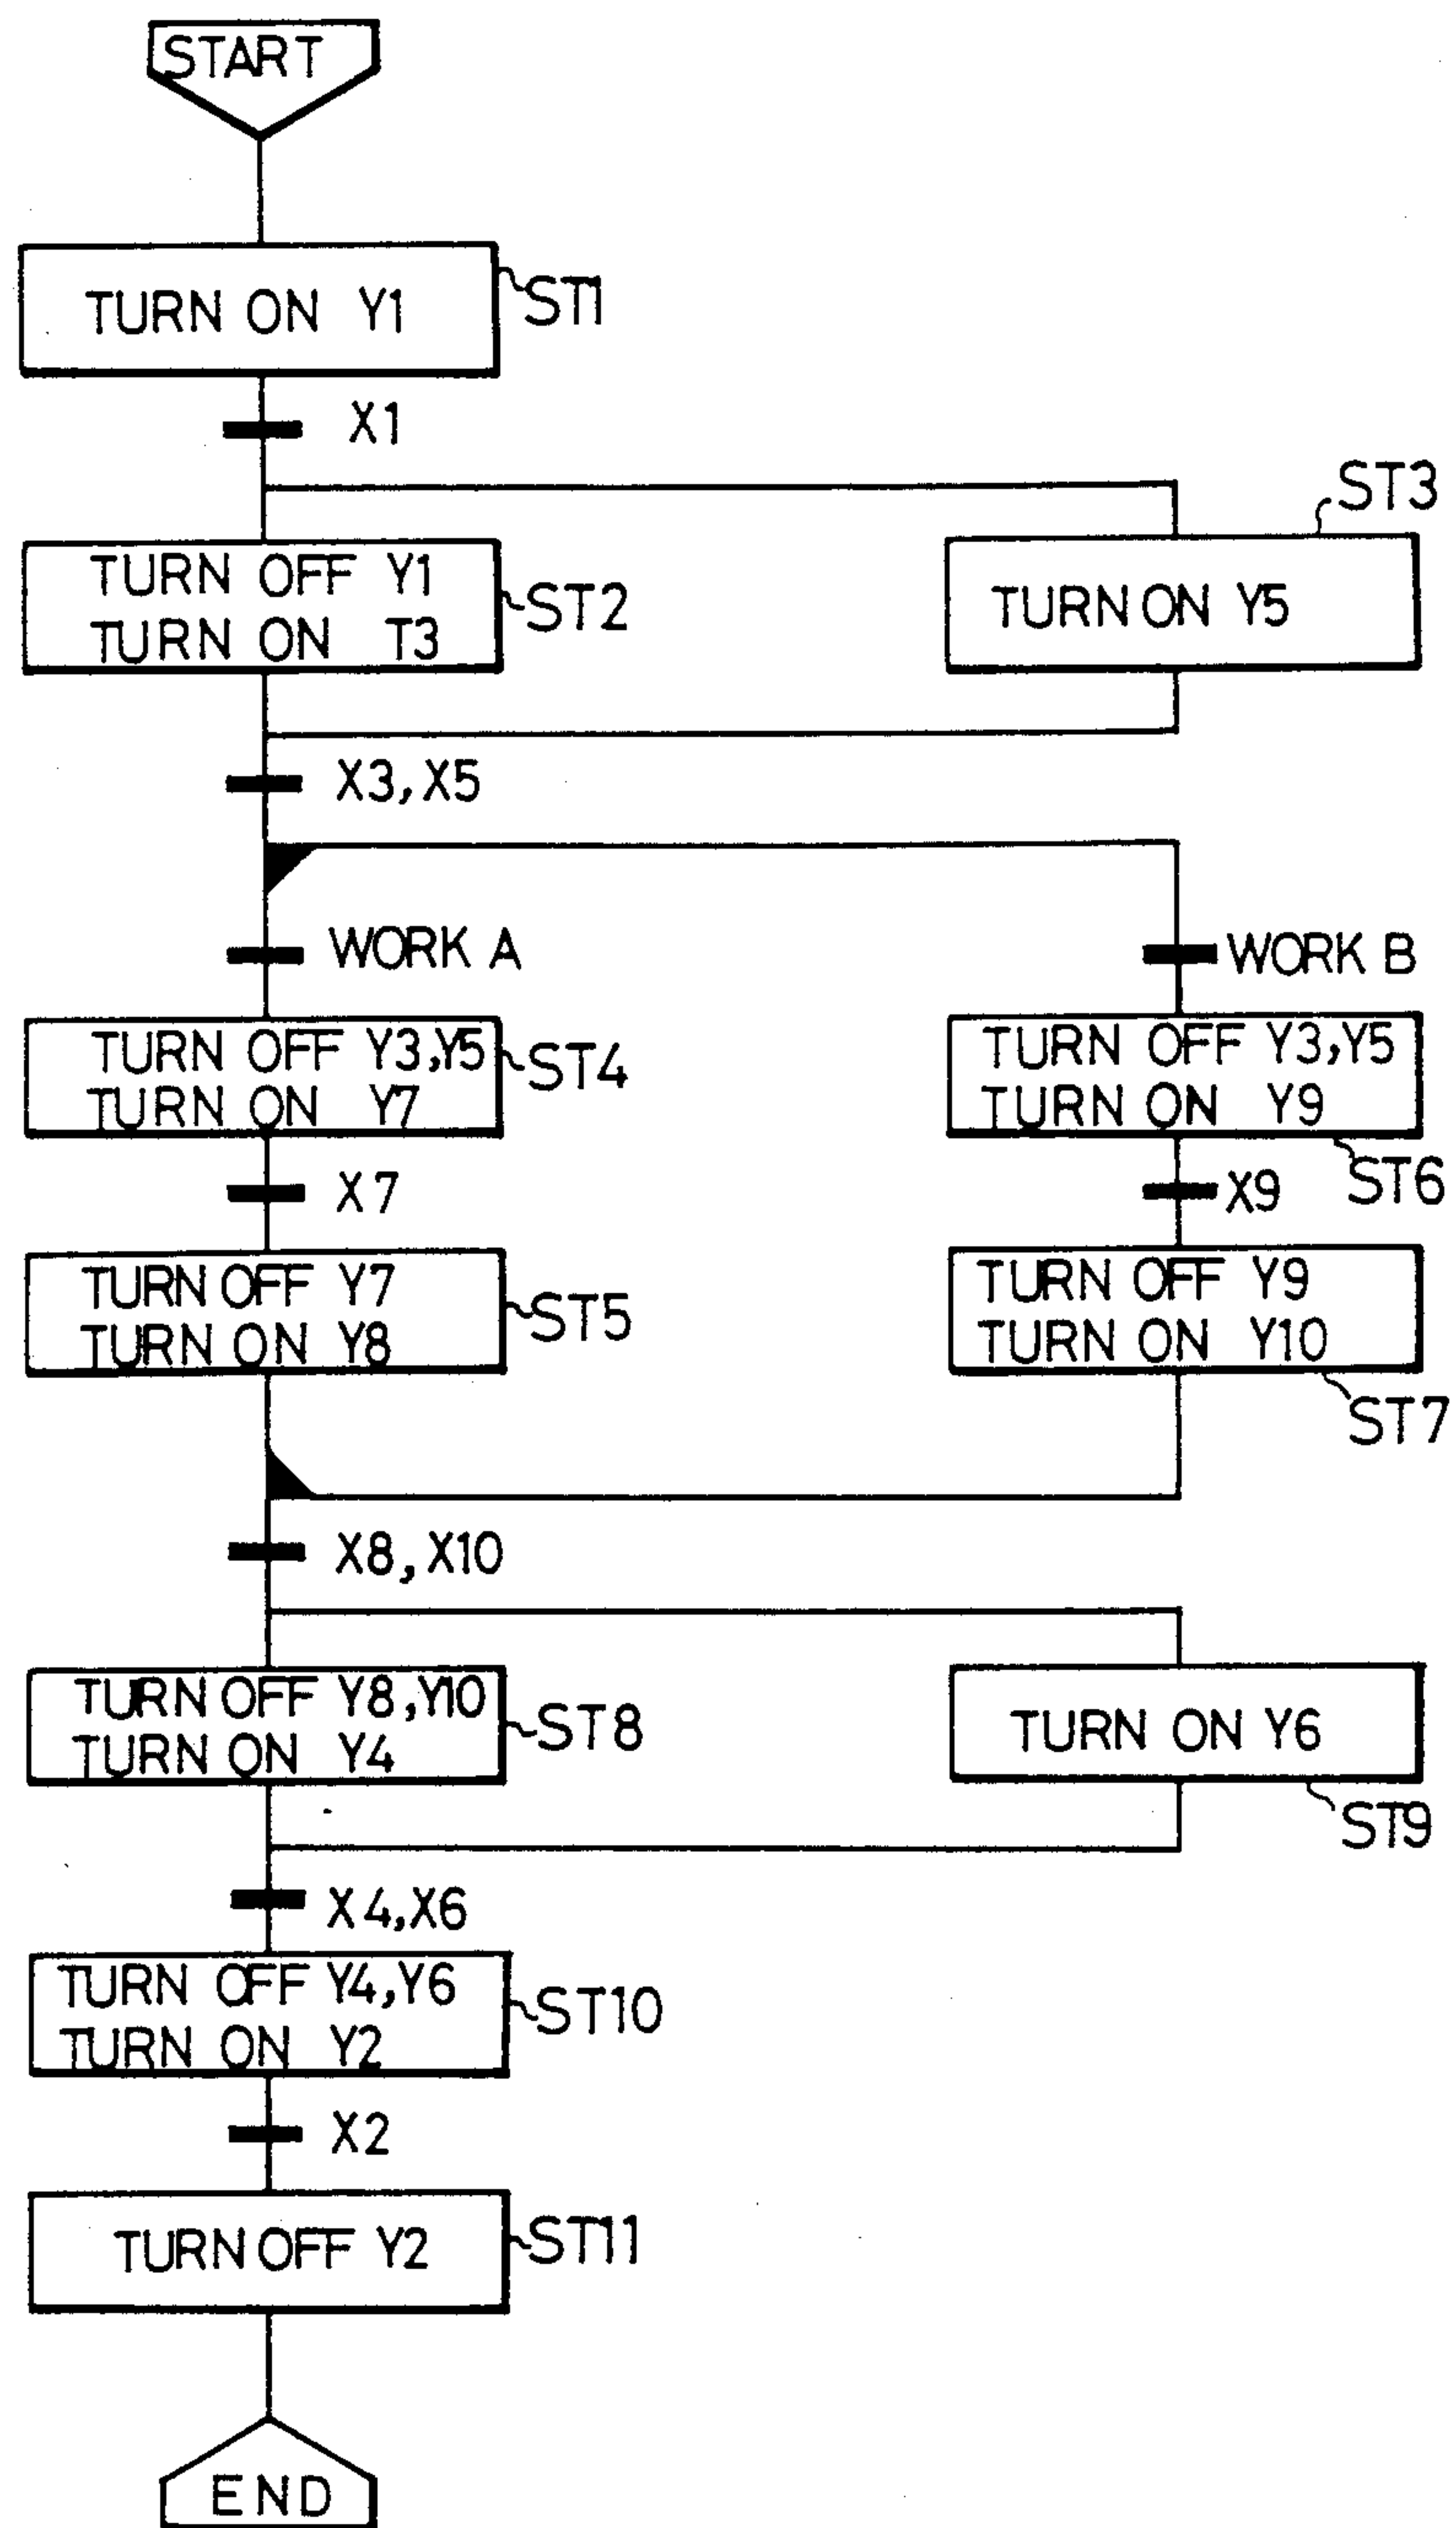 START
TURN ON Y1
ST1
X1
ST3
TURN OFF Y1
TURN ON T3
ST2
TURN ON Y5
X3,X5
WORK A
WORK B
TURN OFF Y3,Y5
TURN ON Y7
ST4
TURN OFF Y3,Y5
TURN ON Y9
ST6
X7
X9
TURN OFF Y7
TURN ON Y8
ST5
TURN OFF Y9
TURN ON Y10
ST7
X8,X10
TURN OFF Y8,Y10
TURN ON Y4
ST8
TURN ON Y6
ST9
X4,X6
TURN OFF Y4,Y6
TURN ON Y2
ST10
X2
TURN OFF Y2
ST11
END